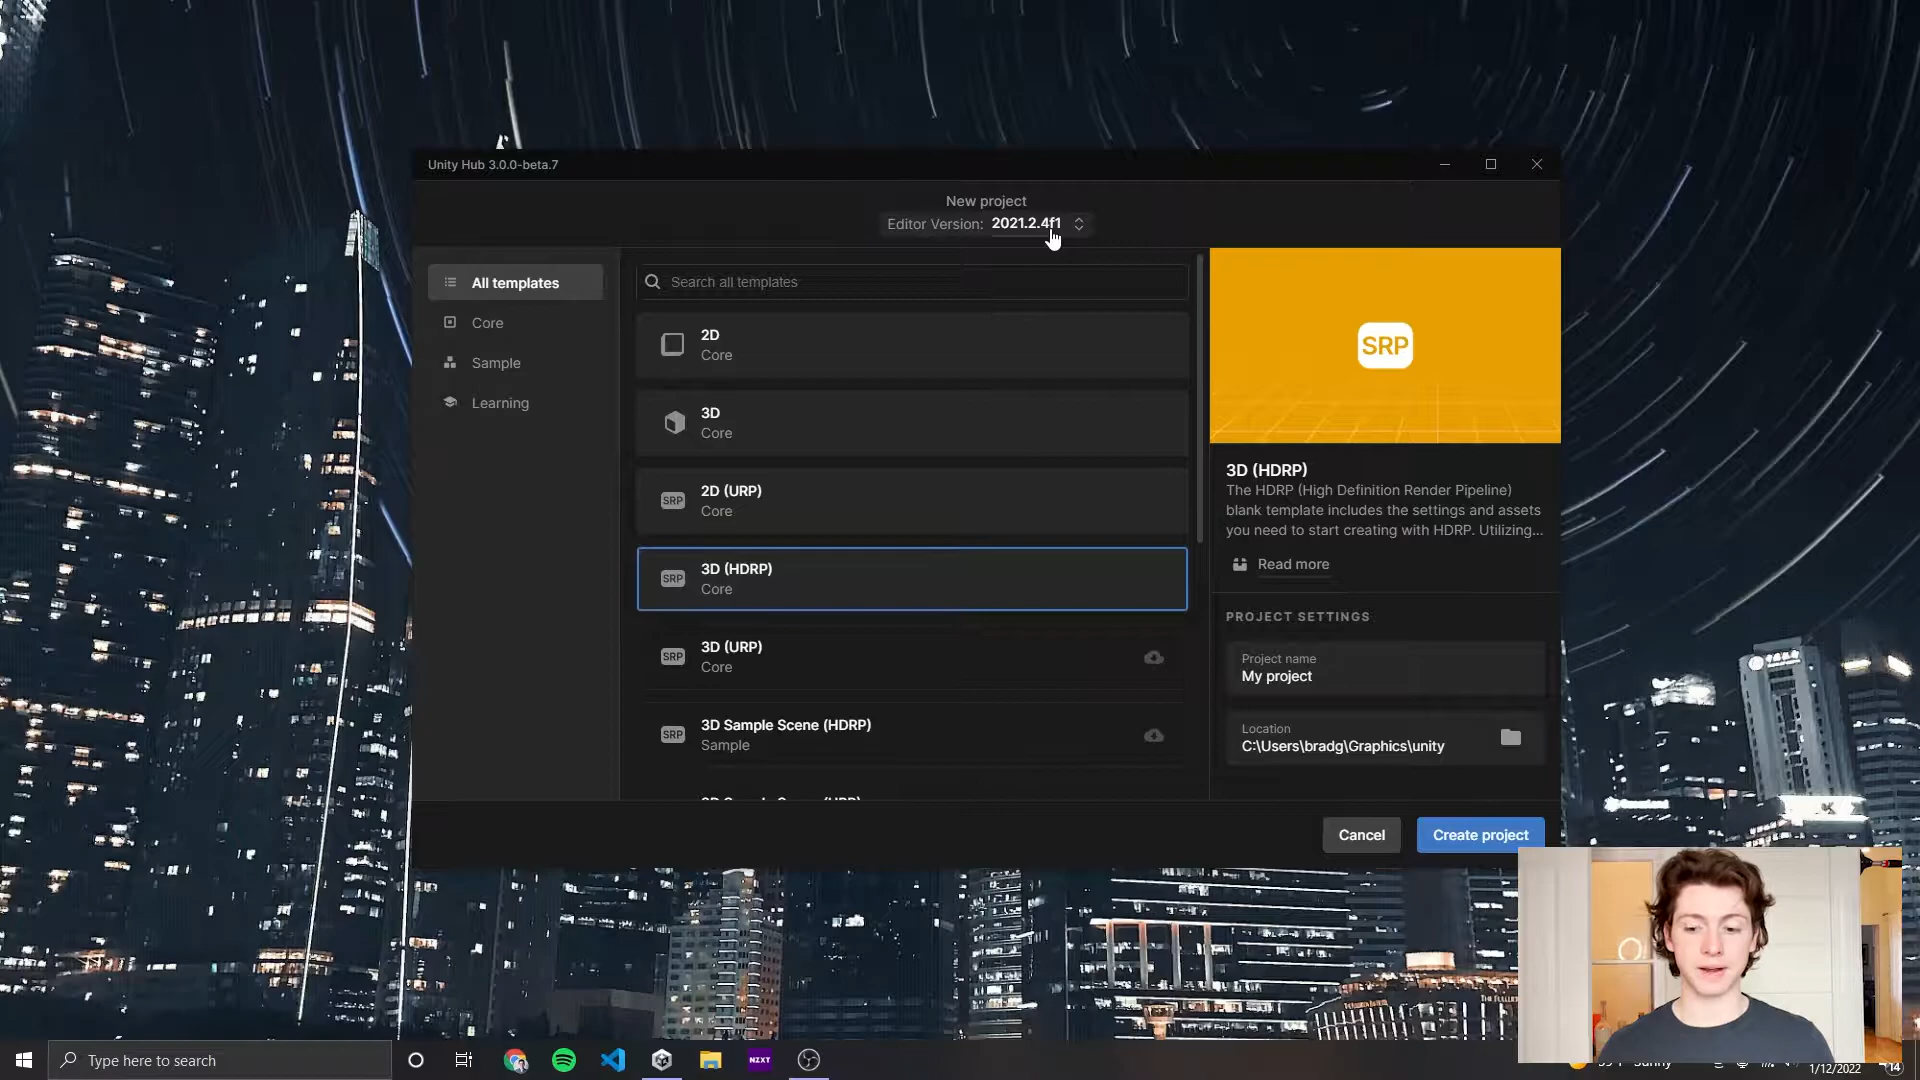 Unity Hub 3.0.0-beta.7
New project
Editor Version: 2021.2.4f1
All templates
Core
Sample
Learning
Search all templates
2D
Core
3D
Core
SRP
2D (URP)
Core
SRP
3D (HDRP)
Core
SRP
3D (URP)
Core
SRP
3D Sample Scene (HDRP)
Sample
SRP
3D (HDRP)
The HDRP (High Definition Render Pipeline)
blank template includes the settings and assets
you need to start creating with HDRP. Utilizing...
Read more
PROJECT SETTINGS
Project name
My project
Location
C:\Users\bradg\Graphics\unity
Cancel
Create project
Type here to search
NZXT
1/12/2022
14